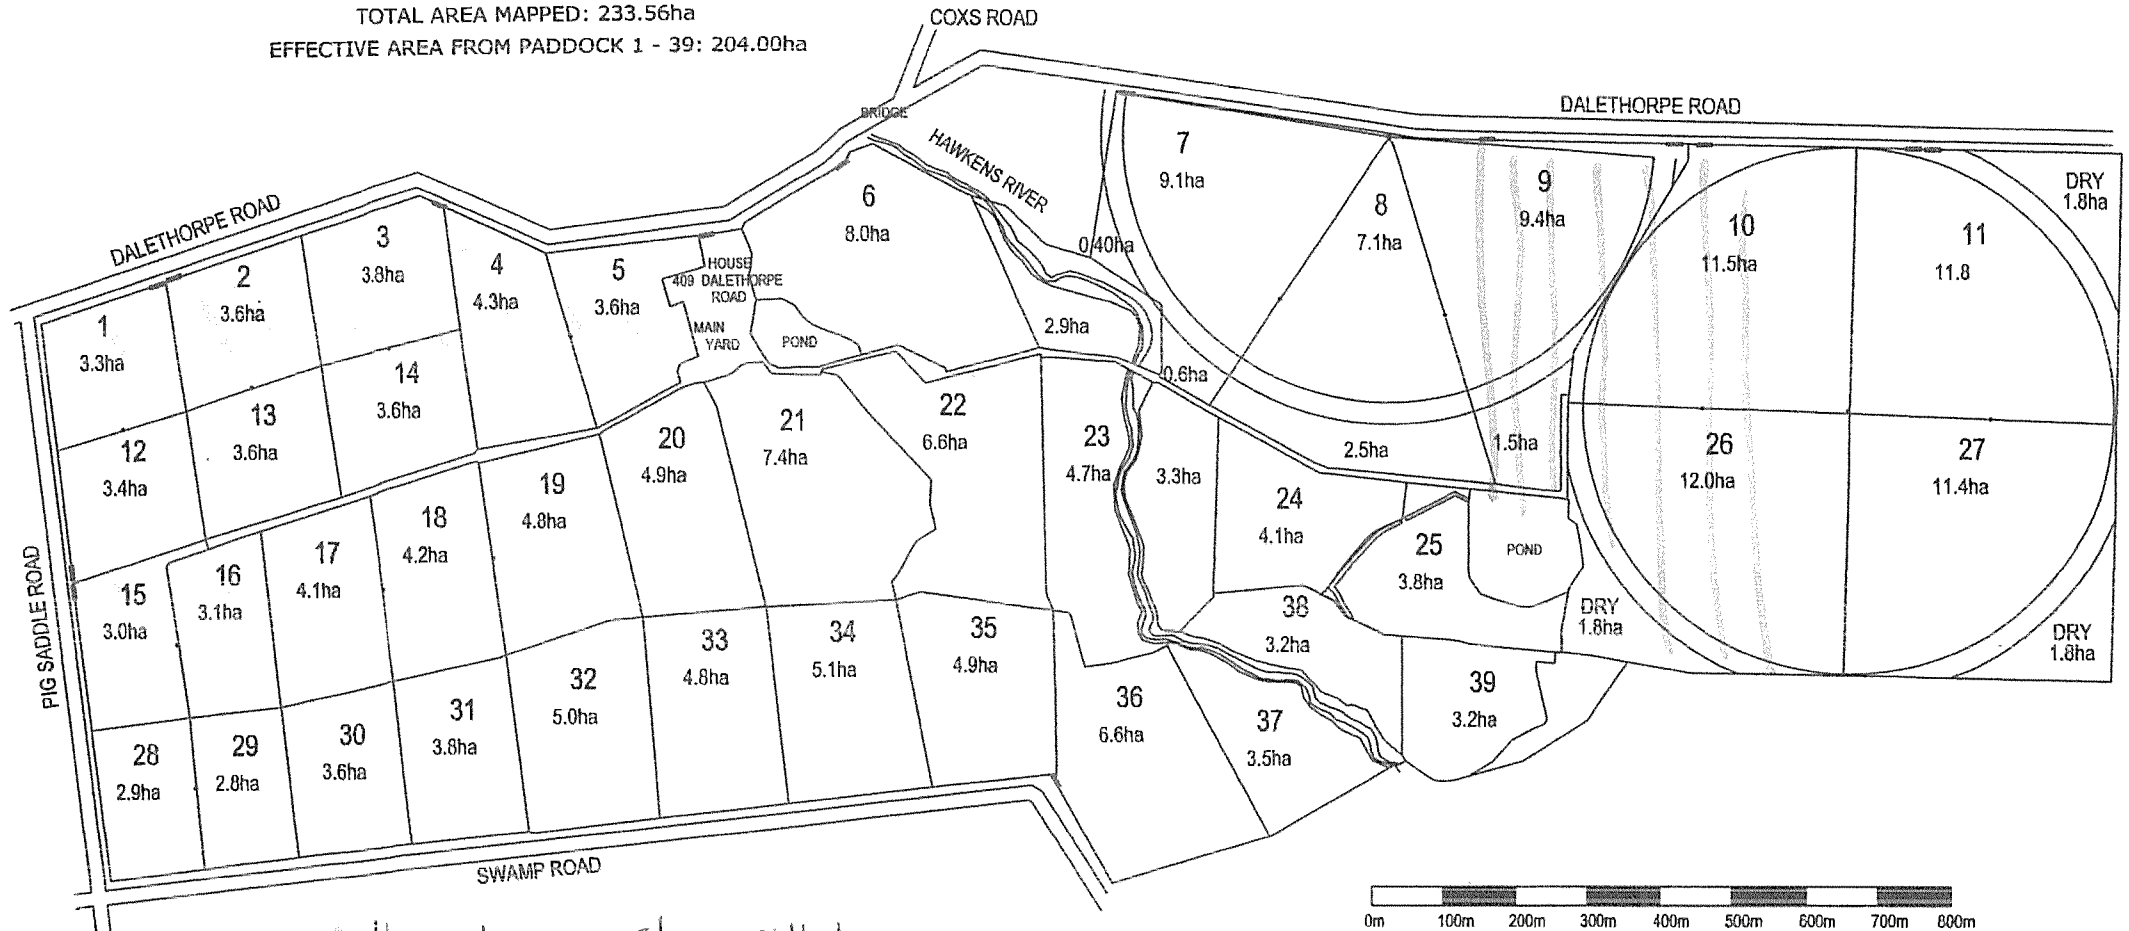 TOTAL AREA MAPPED: 233.56ha
EFFECTIVE AREA FROM PADDOCK 1 - 39: 204.00ha
COXS ROAD
BRIDGE
DALETHORPE ROAD
HAWKENS RIVER
DALETHORPE ROAD
1
3.3ha
2
3.6ha
3
3.8ha
4
4.3ha
5
3.6ha
HOUSE
409 DALETHORPE
ROAD
MAIN
YARD
POND
6
8.0ha
0.40ha
2.9ha
0.6ha
7
9.1ha
8
7.1ha
9
9.4ha
10
11.5ha
11
11.8
DRY
1.8ha
12
3.4ha
13
3.6ha
14
3.6ha
15
3.0ha
16
3.1ha
17
4.1ha
18
4.2ha
19
4.8ha
20
4.9ha
21
7.4ha
22
6.6ha
23
4.7ha
3.3ha
2.5ha
1.5ha
24
4.1ha
25
3.8ha
POND
26
12.0ha
27
11.4ha
DRY
1.8ha
DRY
1.8ha
PIG SADDLE ROAD
28
2.9ha
29
2.8ha
30
3.6ha
31
3.8ha
32
5.0ha
33
4.8ha
34
5.1ha
35
4.9ha
36
6.6ha
37
3.5ha
38
3.2ha
39
3.2ha
SWAMP ROAD
0m 100m 200m 300m 400m 500m 600m 700m 800m